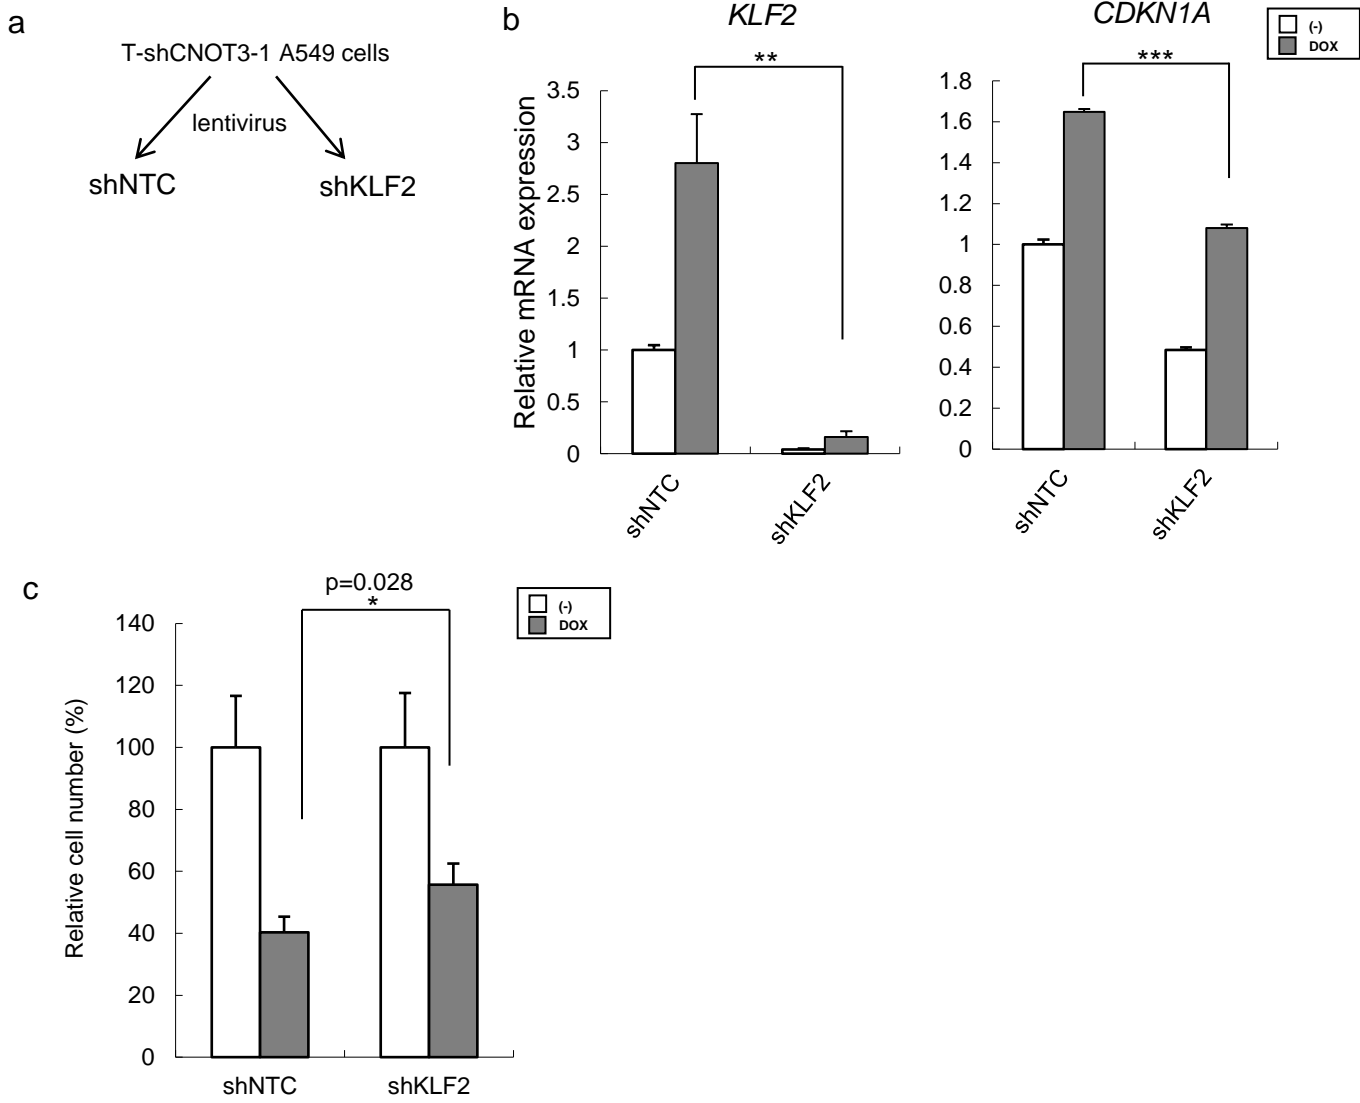 a
T-shCNOT3-1 A549 cells
lentivirus
shNTC
shKLF2
b
KLF2
CDKN1A
(-)
DOX
**
***
Relative mRNA expression
3.5
3
2.5
2
1.5
1
0.5
0
shNTC
shKLF2
1.8
1.6
1.4
1.2
1
0.8
0.6
0.4
0.2
0
shNTC
shKLF2
c
p=0.028
*
(-)
DOX
Relative cell number (%)
140
120
100
80
60
40
20
0
shNTC
shKLF2